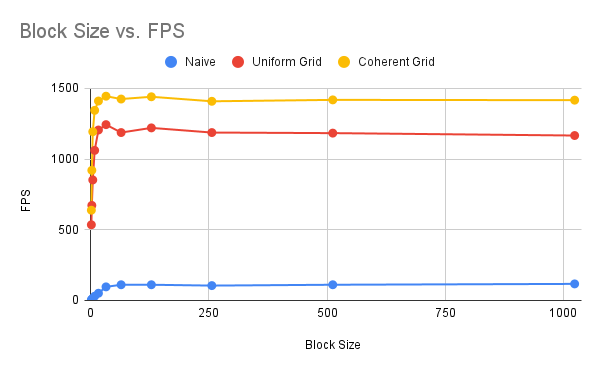 Block Size vs. FPS
Naive Uniform Grid Coherent Grid
1500
1000
500
0
FPS
0 250 500 750 1000
Block Size